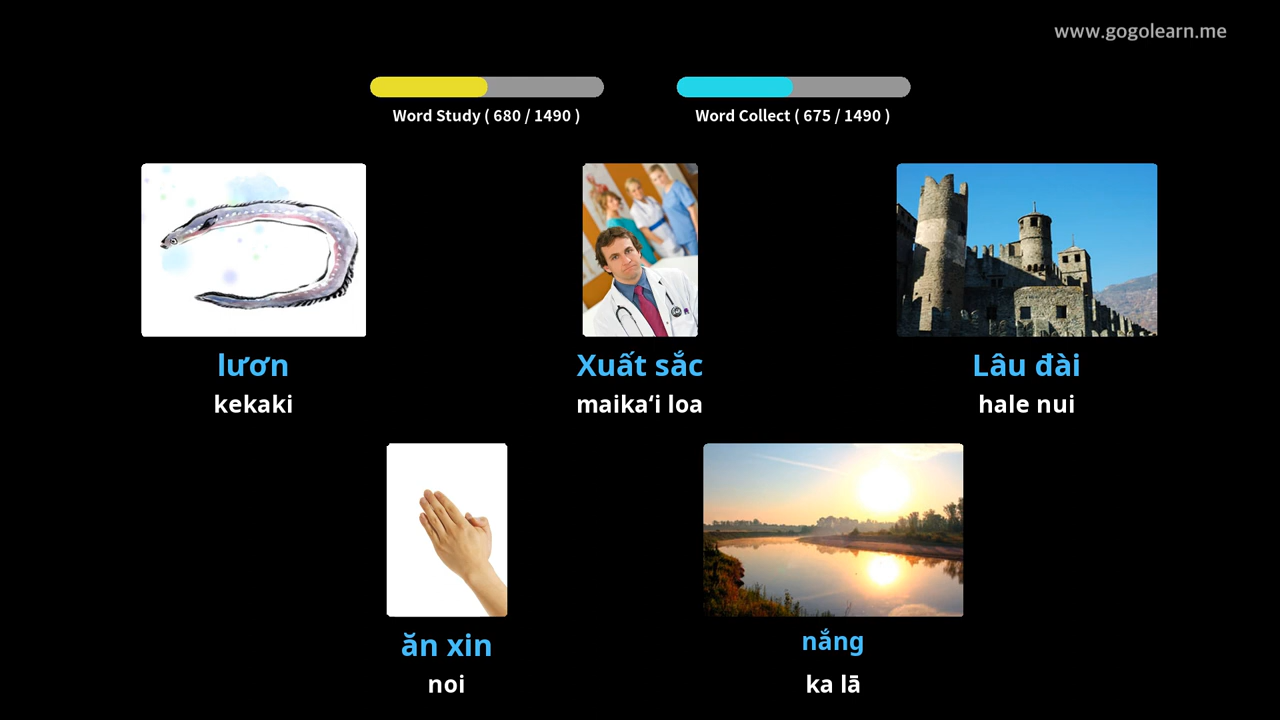 www.gogolearn.me
Word Study ( 680 / 1490 )
Word Collect ( 675 / 1490 )
lươn
kekaki
Xuất sắc
maikaʻi loa
Lâu đài
hale nui
ăn xin
noi
nắng
ka lā